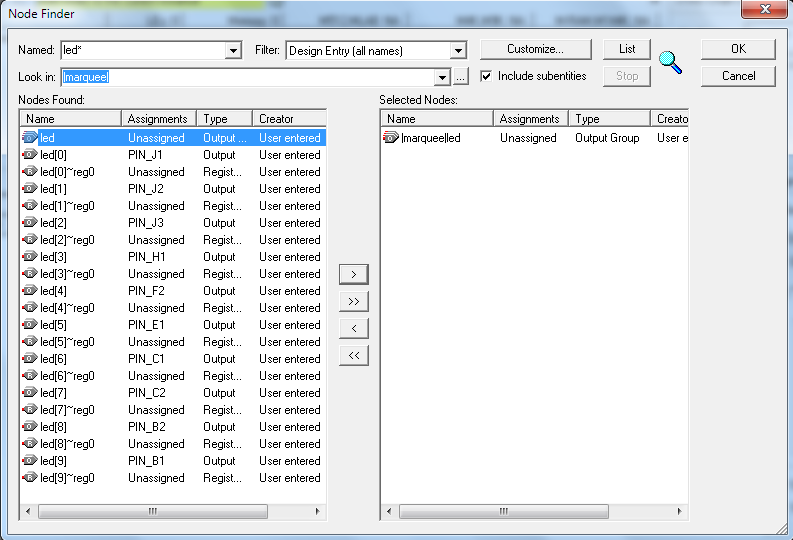 Node Finder
Named: led* Filter: Design Entry (all names) Customize... List OK
Look in: |marquee| ... Include subentities Stop Cancel
Nodes Found: Selected Nodes:
Name Assignments Type Creator
led Unassigned Output ... User entered
led[0] PIN_J1 Output User entered
led[0]~reg0 Unassigned Regist... User entered
led[1] PIN_J2 Output User entered
led[1]~reg0 Unassigned Regist... User entered
led[2] PIN_J3 Output User entered
led[2]~reg0 Unassigned Regist... User entered
led[3] PIN_H1 Output User entered
led[3]~reg0 Unassigned Regist... User entered
led[4] PIN_F2 Output User entered
led[4]~reg0 Unassigned Regist... User entered
led[5] PIN_E1 Output User entered
led[5]~reg0 Unassigned Regist... User entered
led[6] PIN_C1 Output User entered
led[6]~reg0 Unassigned Regist... User entered
led[7] PIN_C2 Output User entered
led[7]~reg0 Unassigned Regist... User entered
led[8] PIN_B2 Output User entered
led[8]~reg0 Unassigned Regist... User entered
led[9] PIN_B1 Output User entered
led[9]~reg0 Unassigned Regist... User entered
>
>>
<
<<
Name Assignments Type Creato
|marquee|led Unassigned Output Group User e